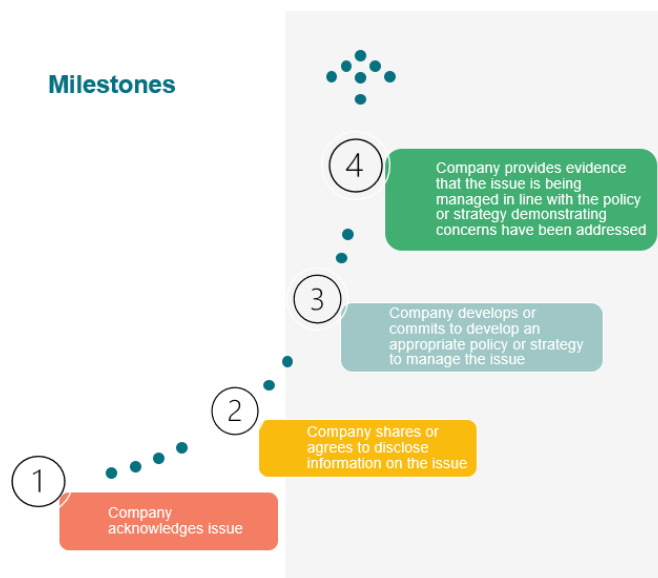 Milestones
4
Company provides evidence
that the issue is being
managed in line with the policy
or strategy demonstrating
concerns have been addressed
3
Company develops or
commits to develop an
appropriate policy or strategy
to manage the issue
2
Company shares or
agrees to disclose
information on the issue
1
Company
acknowledges issue